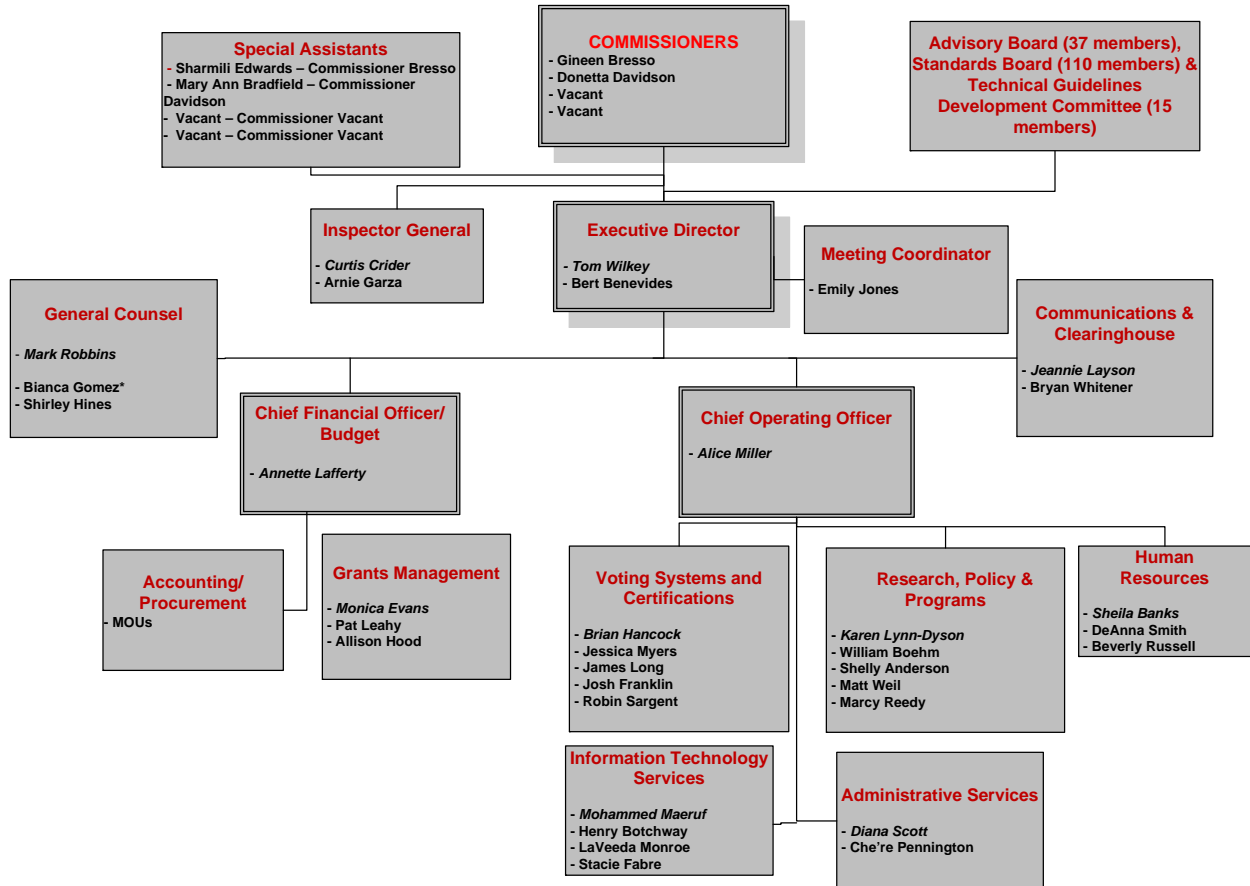 Special Assistants
- Sharmili Edwards – Commissioner Bresso
- Mary Ann Bradfield – Commissioner
Davidson
- Vacant – Commissioner Vacant
- Vacant – Commissioner Vacant
COMMISSIONERS
- Gineen Bresso
- Donetta Davidson
- Vacant
- Vacant
Advisory Board (37 members),
Standards Board (110 members) &
Technical Guidelines
Development Committee (15
members)
Inspector General
- Curtis Crider
- Arnie Garza
Executive Director
- Tom Wilkey
- Bert Benevides
Meeting Coordinator
- Emily Jones
General Counsel
- Mark Robbins
- Bianca Gomez*
- Shirley Hines
Communications &
Clearinghouse
- Jeannie Layson
- Bryan Whitener
Chief Financial Officer/
Budget
- Annette Lafferty
Chief Operating Officer
- Alice Miller
Accounting/
Procurement
- MOUs
Grants Management
- Monica Evans
- Pat Leahy
- Allison Hood
Voting Systems and
Certifications
- Brian Hancock
- Jessica Myers
- James Long
- Josh Franklin
- Robin Sargent
Research, Policy &
Programs
- Karen Lynn-Dyson
- William Boehm
- Shelly Anderson
- Matt Weil
- Marcy Reedy
Human
Resources
- Sheila Banks
- DeAnna Smith
- Beverly Russell
Information Technology
Services
- Mohammed Maeruf
- Henry Botchway
- LaVeeda Monroe
- Stacie Fabre
Administrative Services
- Diana Scott
- Che're Pennington